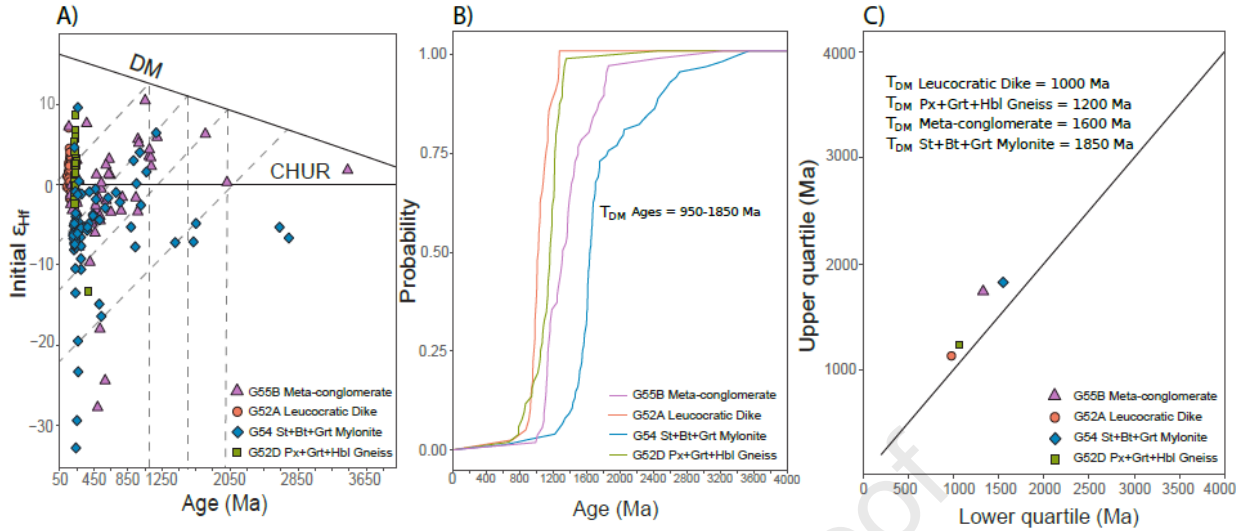 A)
DM
CHUR
10
0
−10
−20
−30
Initial εHf
50 450 850 1250 2050 2850 3650
Age (Ma)
G55B Meta-conglomerate
G52A Leucocratic Dike
G54 St+Bt+Grt Mylonite
G52D Px+Grt+Hbl Gneiss
B)
1.00
0.75
0.50
0.25
0.00
Probability
TDM Ages = 950-1850 Ma
G55B Meta-conglomerate
G52A Leucocratic Dike
G54 St+Bt+Grt Mylonite
G52D Px+Grt+Hbl Gneiss
0 400 800 1200 1600 2000 2400 2800 3200 3600 4000
Age (Ma)
C)
4000
3000
2000
1000
Upper quartile (Ma)
TDM Leucocratic Dike = 1000 Ma
TDM Px+Grt+Hbl Gneiss = 1200 Ma
TDM Meta-conglomerate = 1600 Ma
TDM St+Bt+Grt Mylonite = 1850 Ma
G55B Meta-conglomerate
G52A Leucocratic Dike
G54 St+Bt+Grt Mylonite
G52D Px+Grt+Hbl Gneiss
0 500 1000 1500 2000 2500 3000 3500 4000
Lower quartile (Ma)